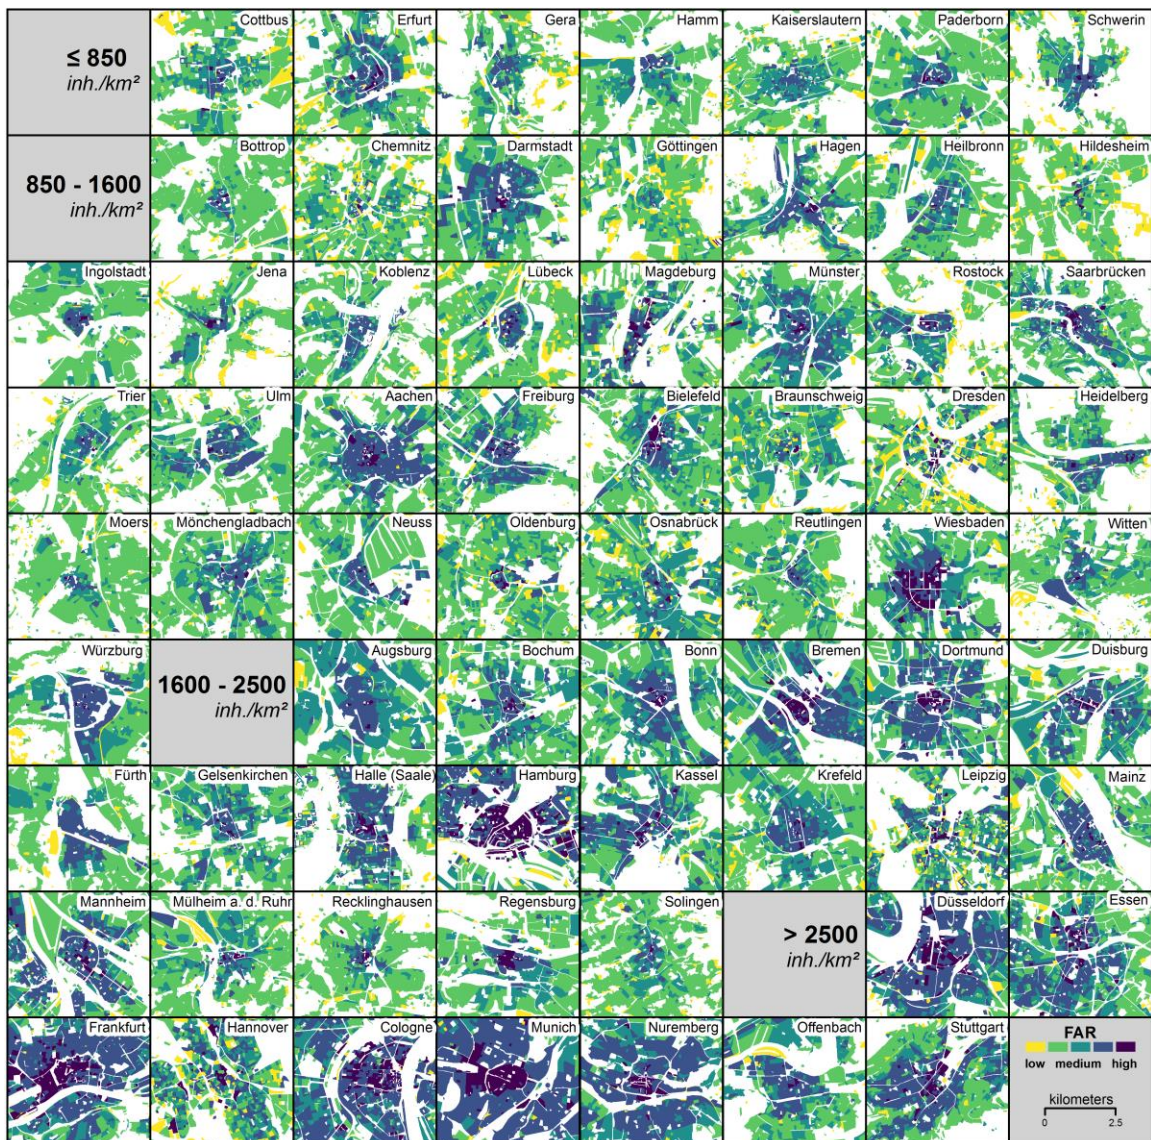 ≤ 850
inh./km²
Cottbus
Erfurt
Gera
Hamm
Kaiserslautern
Paderborn
Schwerin
850 - 1600
inh./km²
Bottrop
Chemnitz
Darmstadt
Göttingen
Hagen
Heilbronn
Hildesheim
Ingolstadt
Jena
Koblenz
Lübeck
Magdeburg
Münster
Rostock
Saarbrücken
Trier
Ulm
Aachen
Freiburg
Bielefeld
Braunschweig
Dresden
Heidelberg
Moers
Mönchengladbach
Neuss
Oldenburg
Osnabrück
Reutlingen
Wiesbaden
Witten
Würzburg
1600 - 2500
inh./km²
Augsburg
Bochum
Bonn
Bremen
Dortmund
Duisburg
Fürth
Gelsenkirchen
Halle (Saale)
Hamburg
Kassel
Krefeld
Leipzig
Mainz
Mannheim
Mülheim a. d. Ruhr
Recklinghausen
Regensburg
Solingen
> 2500
inh./km²
Düsseldorf
Essen
Frankfurt
Hannover
Cologne
Munich
Nuremberg
Offenbach
Stuttgart
FAR
low medium high
kilometers
0 2.5